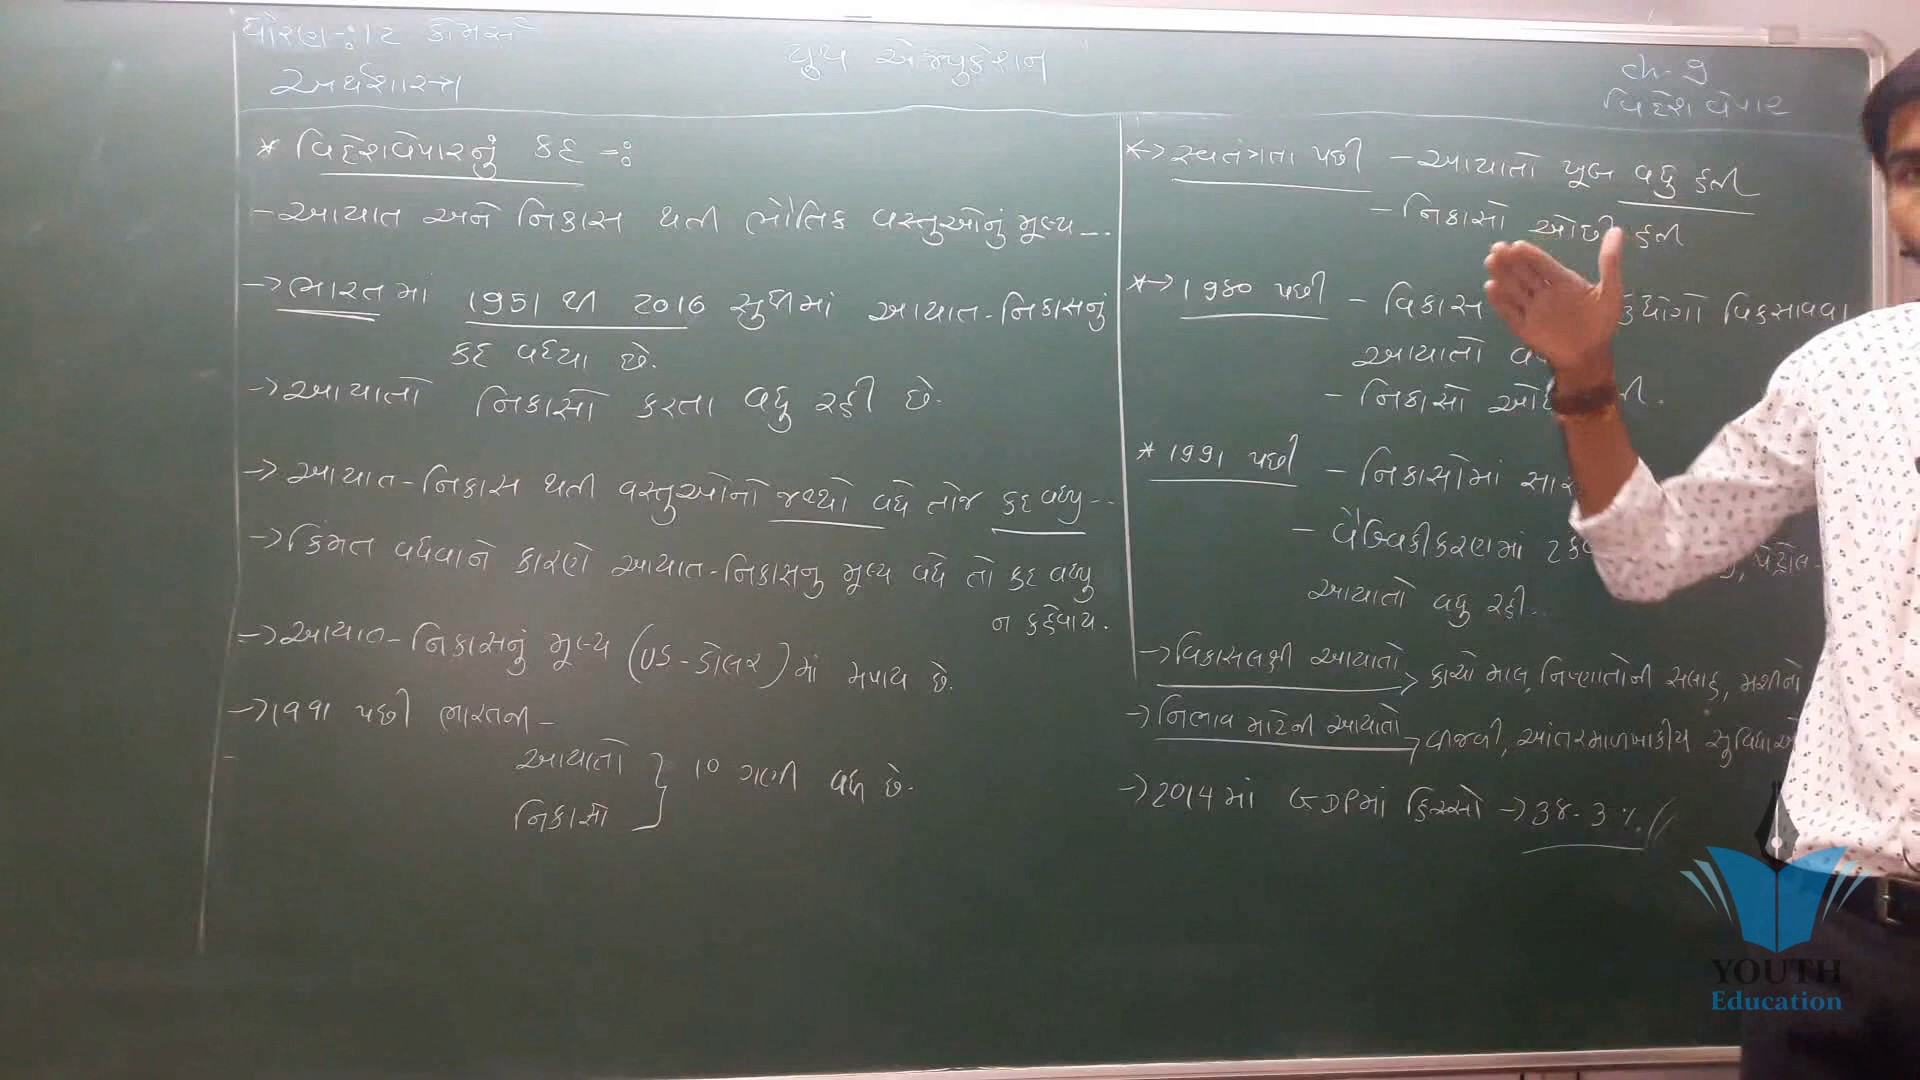 ધોરણ-:12 કોમર્સ
અર્થશાસ્ત્ર
યુથ એજ્યુકેશન
ch-9
વિદેશ વેપાર
* વિદેશવેપારનું કદ -:
- આયાત અને નિકાસ થતી ભૌતિક વસ્તુઓનું મૂલ્ય --.
-> ભારતમાં 1951 થી 2016 સુધીમાં આયાત-નિકાસનું
કદ વધ્યા છે.
-> આયાતો નિકાસો કરતા વધુ રહી છે.
-> આયાત-નિકાસ થતી વસ્તુઓનો જથ્થો વધે તોજ કદ વધ્યુ --
-> કિંમત વધવાને કારણે આયાત-નિકાસનુ મૂલ્ય વધે તો કદ વધ્યુ
ન કહેવાય.
-> આયાત-નિકાસનું મૂલ્ય (US-ડોલર) માં મપાય છે.
-> 1991 પછી ભારતની -
આયાતો } 10 ગણી વધી છે.
નિકાસો
*-> સ્વતંત્રતા પછી - આયાતો ખૂબ વધુ હતી
- નિકાસો ઓછી હતી
*-> 1980 પછી - વિકાસ ઉદ્યોગો વિકસાવવા
આયાતો
- નિકાસો
* 1991 પછી - નિકાસોમાં
- વૈશ્વિકીકરણમાં પેટ્રોલ-
આયાતો વધુ રહી..
-> વિકાસલક્ષી આયાતો -> કાચો માલ, નિષ્ણાતોની સલાહ, મશીનો
-> નિભાવ માટેની આયાતો -> વીજળી, આંતરમાળખાકીય
-> 2014માં GDPમાં હિસ્સો -> 38.3%.
YOUTH
Education